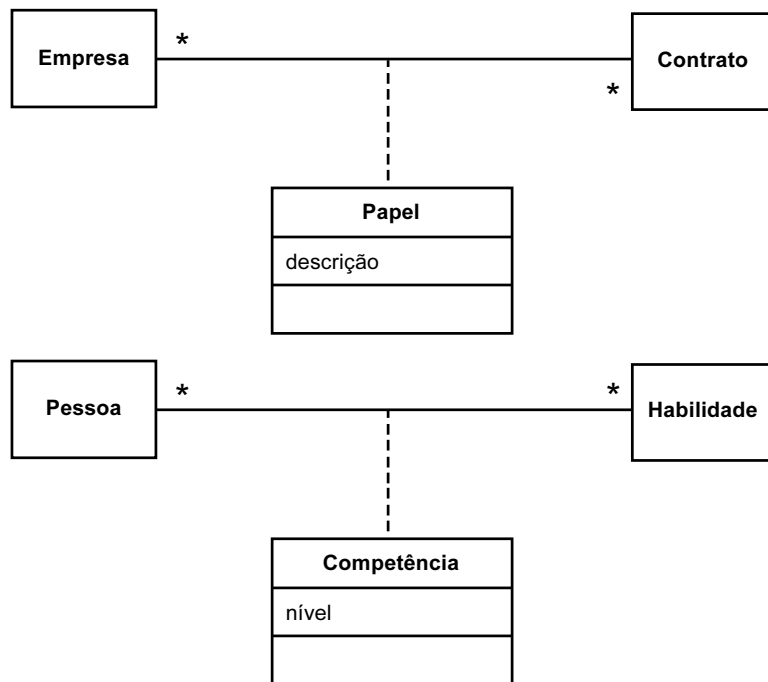 Empresa
*
*
Contrato
Papel
descrição
Pessoa
*
*
Habilidade
Competência
nível